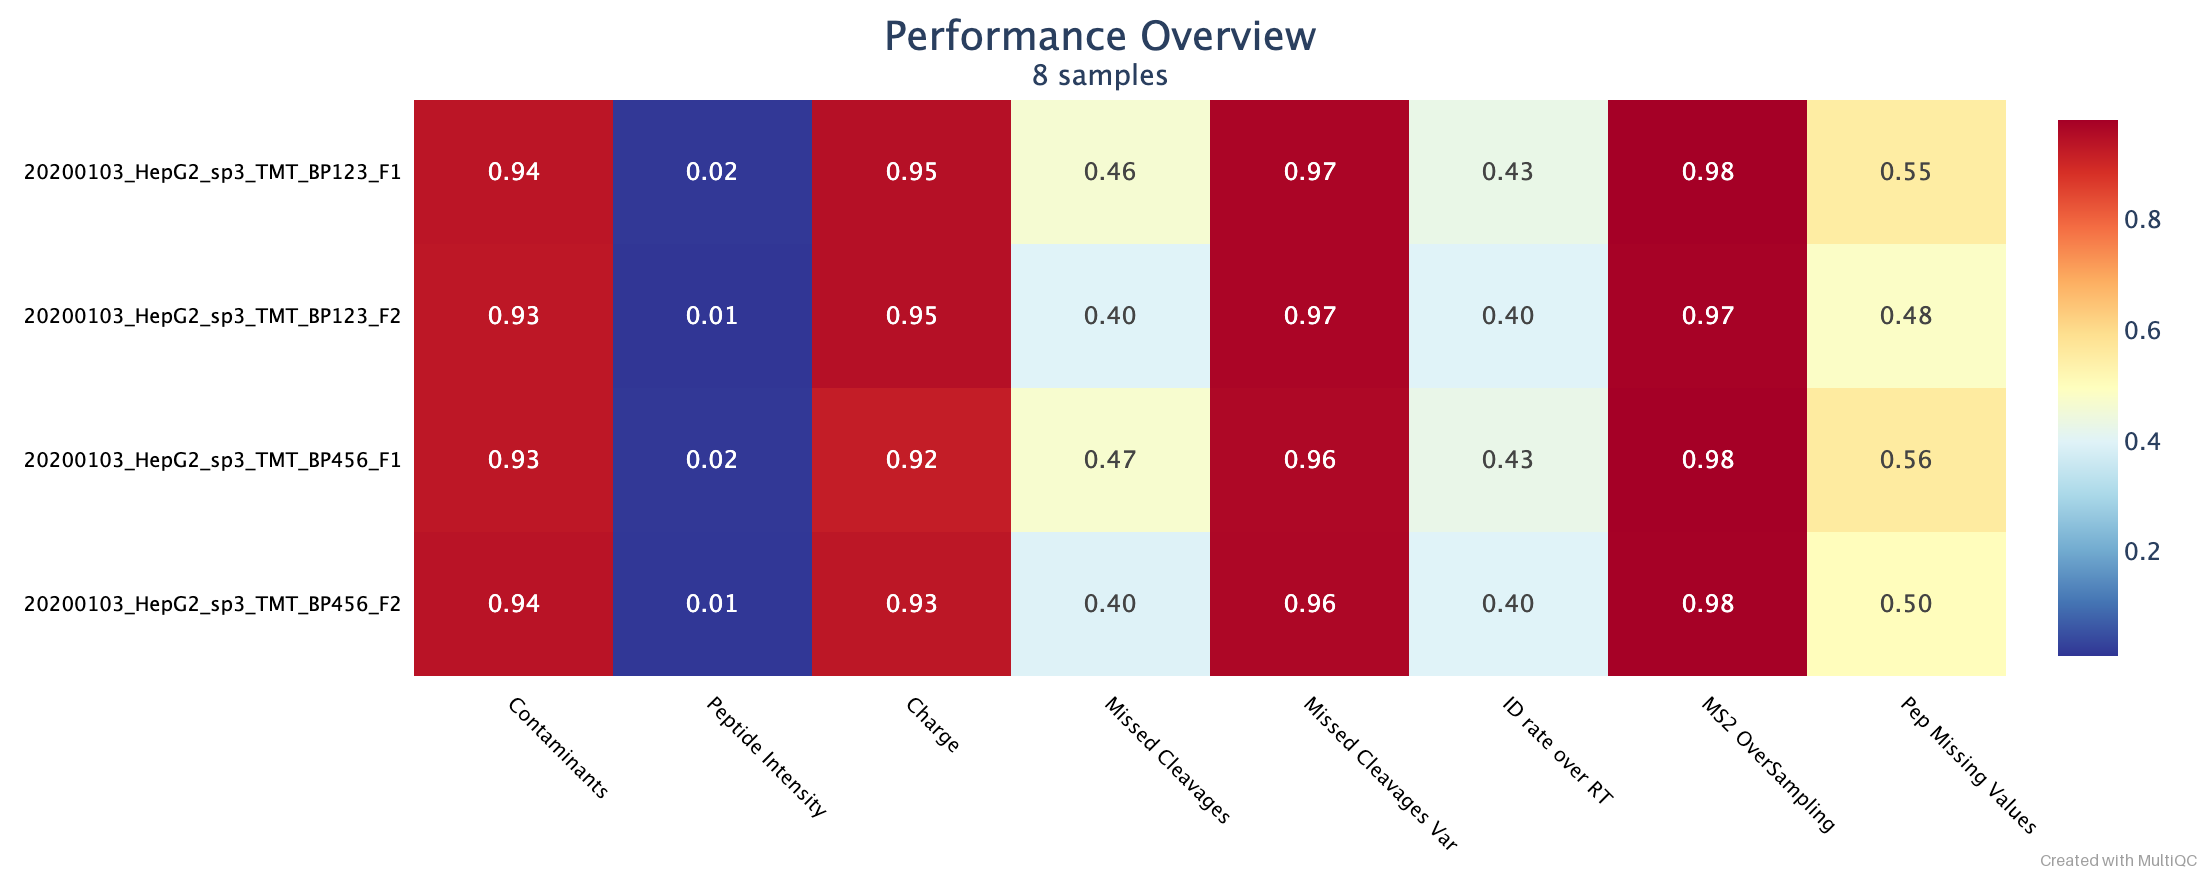 Performance Overview
8 samples
20200103_HepG2_sp3_TMT_BP123_F1 0.94 0.02 0.95 0.46 0.97 0.43 0.98 0.55
20200103_HepG2_sp3_TMT_BP123_F2 0.93 0.01 0.95 0.40 0.97 0.40 0.97 0.48
20200103_HepG2_sp3_TMT_BP456_F1 0.93 0.02 0.92 0.47 0.96 0.43 0.98 0.56
20200103_HepG2_sp3_TMT_BP456_F2 0.94 0.01 0.93 0.40 0.96 0.40 0.98 0.50
0.8
0.6
0.4
0.2
Contaminants
Peptide Intensity
Charge
Missed Cleavages
Missed Cleavages Var
ID rate over RT
MS2 OverSampling
Pep Missing Values
Created with MultiQC